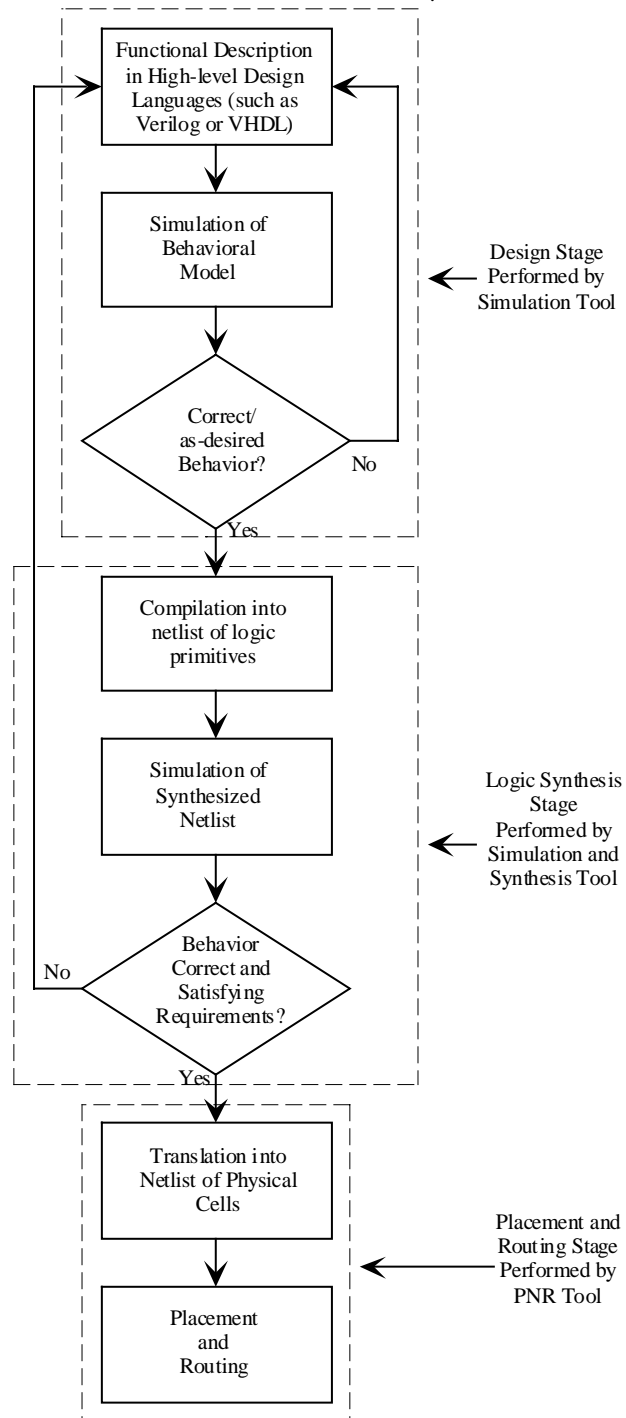 Functional Description
in High-level Design
Languages (such as
Verilog or VHDL)
Simulation of
Behavioral
Model
Design Stage
Performed by
Simulation Tool
Correct/
as-desired
Behavior?
No
Yes
Compilation into
netlist of logic
primitives
Simulation of
Synthesized
Netlist
Logic Synthesis
Stage
Performed by
Simulation and
Synthesis Tool
Behavior
Correct and
Satisfying
Requirements?
No
Yes
Translation into
Netlist of Physical
Cells
Placement and
Routing Stage
Performed by
PNR Tool
Placement
and
Routing